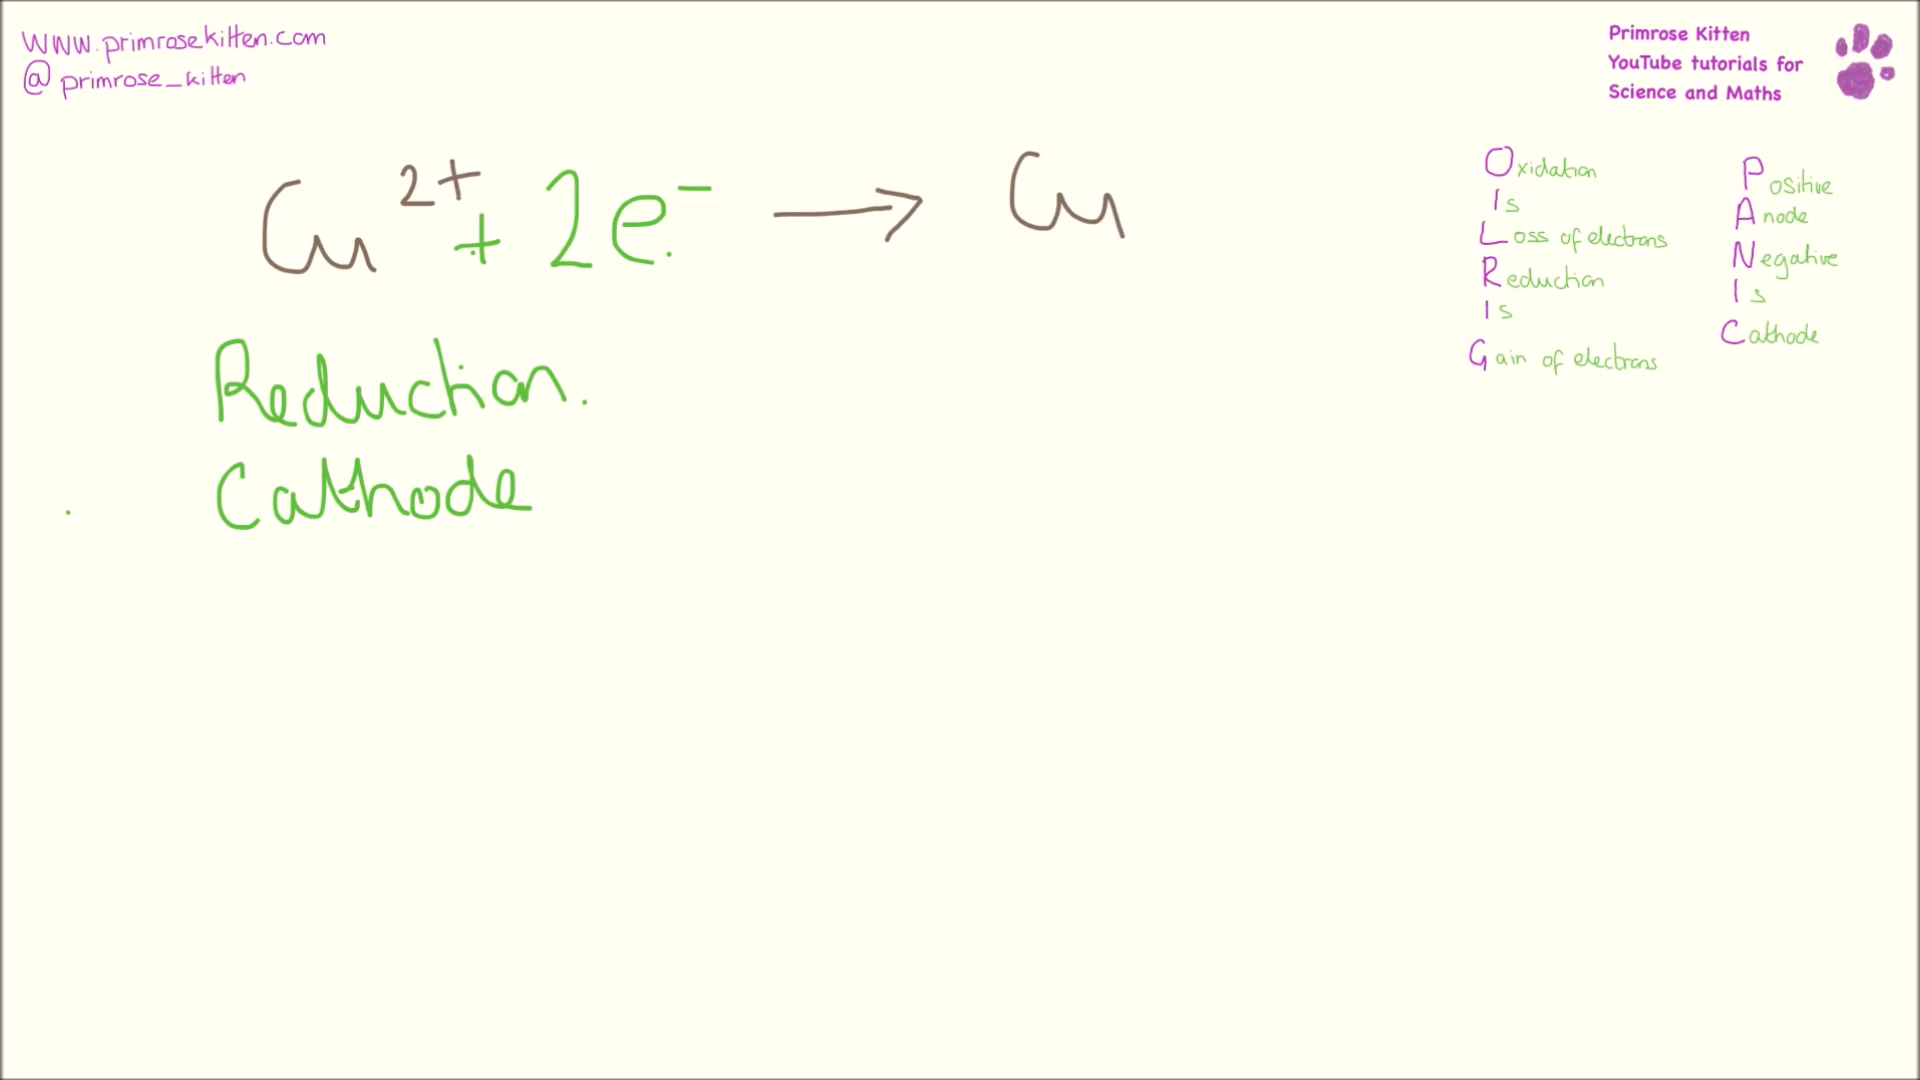 www.primrosekitten.com
@primrose_kitten
Primrose Kitten
YouTube tutorials for
Science and Maths
Cu²⁺ + 2e⁻ → Cu
Reduction.
Cathode
Oxidation
Is
Loss of electrons
Reduction
Is
Gain of electrons
Positive
Anode
Negative
Is
Cathode